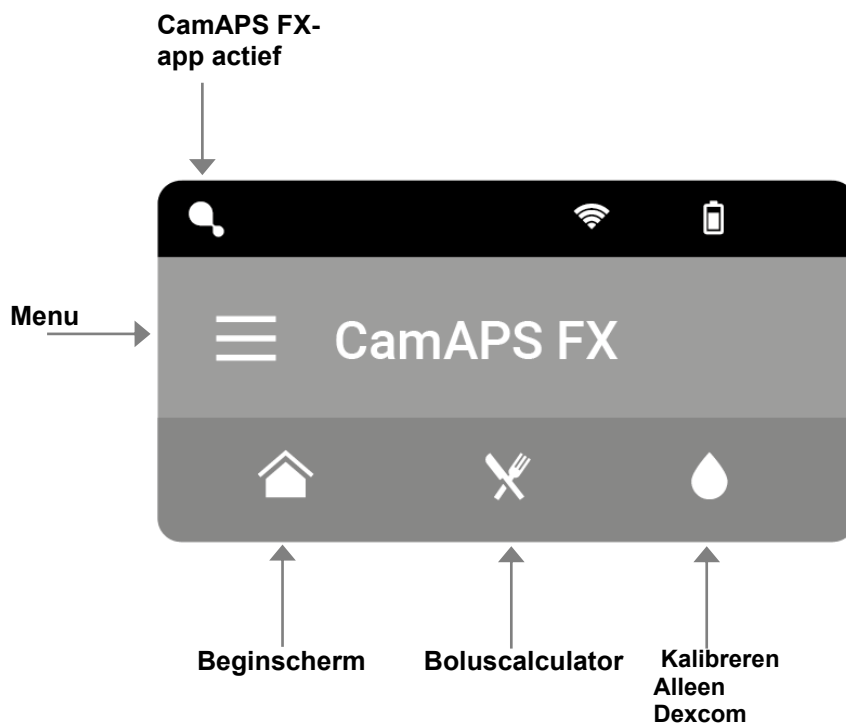 CamAPS FX-
app actief
Menu
CamAPS FX
Beginscherm
Boluscalculator
Kalibreren
Alleen
Dexcom